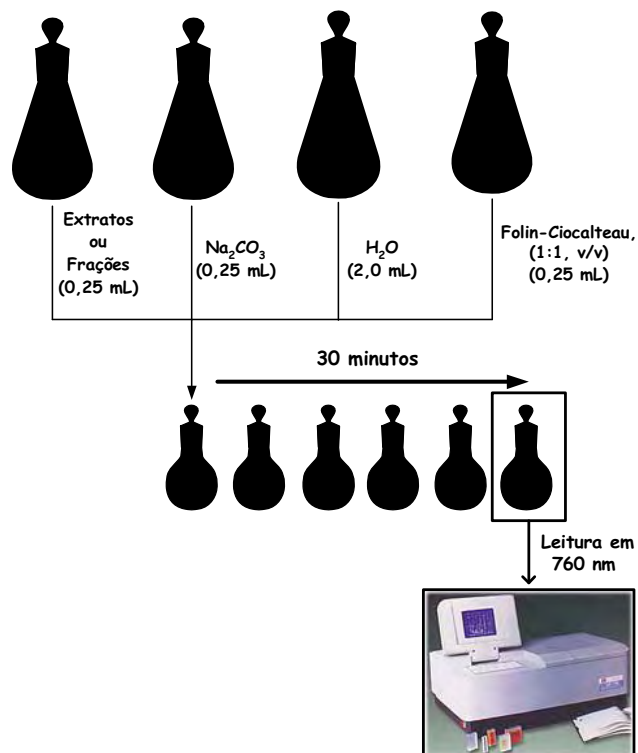 Extratos
ou
Frações
(0,25 mL)
Na₂CO₃
(0,25 mL)
H₂O
(2,0 mL)
Folin-Ciocalteau,
(1:1, v/v)
(0,25 mL)
30 minutos
Leitura em
760 nm